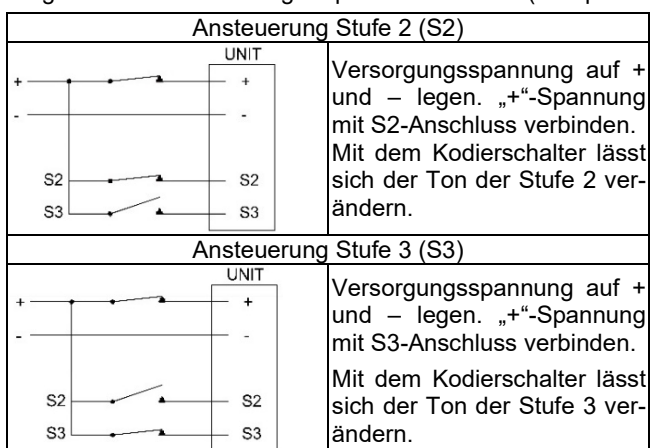 Ansteuerung Stufe 2 (S2)
UNIT
+ +
- -
S2 S2
S3 S3
Versorgungsspannung auf +
und – legen. „+“-Spannung
mit S2-Anschluss verbinden.
Mit dem Kodierschalter lässt
sich der Ton der Stufe 2 ver-
ändern.
Ansteuerung Stufe 3 (S3)
UNIT
+ +
- -
S2 S2
S3 S3
Versorgungsspannung auf +
und – legen. „+“-Spannung
mit S3-Anschluss verbinden.
Mit dem Kodierschalter lässt
sich der Ton der Stufe 3 ver-
ändern.